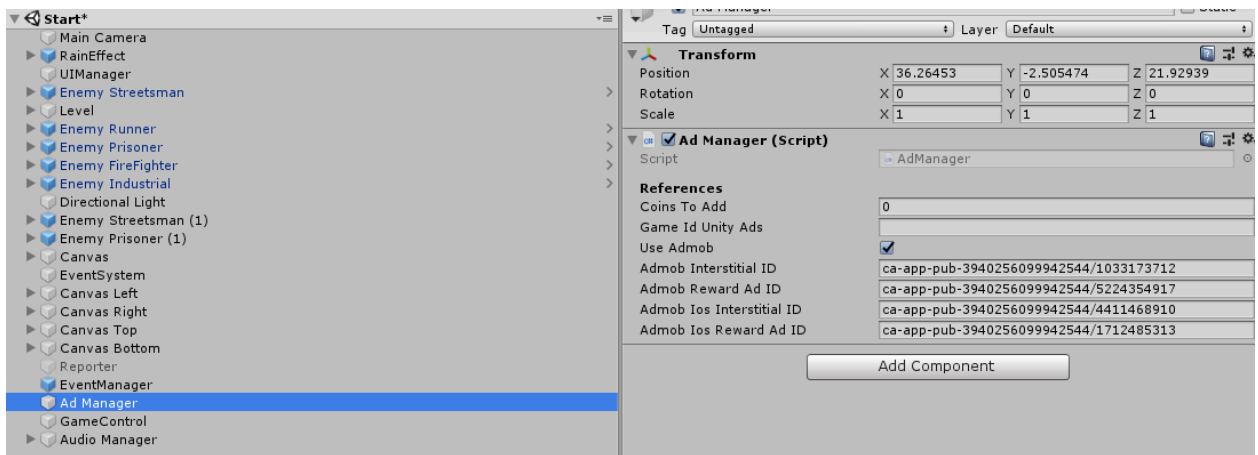 Start*
Main Camera
RainEffect
UIManager
Enemy Streetsman
Level
Enemy Runner
Enemy Prisoner
Enemy FireFighter
Enemy Industrial
Directional Light
Enemy Streetsman (1)
Enemy Prisoner (1)
Canvas
EventSystem
Canvas Left
Canvas Right
Canvas Top
Canvas Bottom
Reporter
EventManager
Ad Manager
GameControl
Audio Manager
Ad Manager Static
Tag Untagged Layer Default
Transform
Position X 36.26453 Y -2.505474 Z 21.92939
Rotation X 0 Y 0 Z 0
Scale X 1 Y 1 Z 1
Ad Manager (Script)
Script AdManager
References
Coins To Add 0
Game Id Unity Ads
Use Admob
Admob Interstitial ID ca-app-pub-3940256099942544/1033173712
Admob Reward Ad ID ca-app-pub-3940256099942544/5224354917
Admob Ios Interstitial ID ca-app-pub-3940256099942544/4411468910
Admob Ios Reward Ad ID ca-app-pub-3940256099942544/1712485313
Add Component